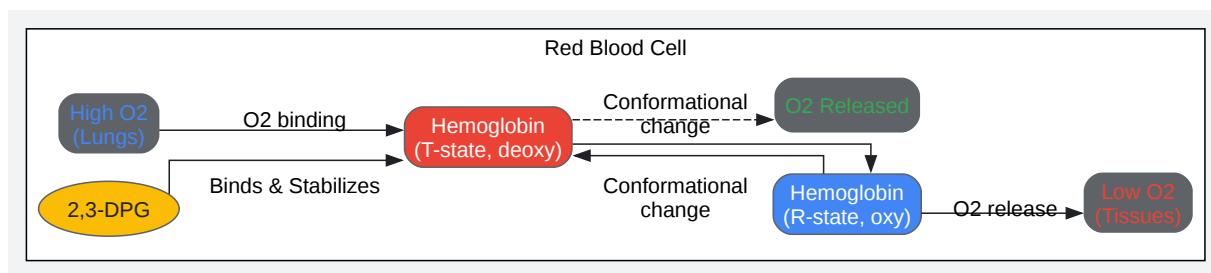 Red Blood Cell
High O2
(Lungs)
O2 binding
Hemoglobin
(T-state, deoxy)
Conformational
change
O2 Released
2,3-DPG
Binds & Stabilizes
Conformational
change
Hemoglobin
(R-state, oxy)
O2 release
Low O2
(Tissues)